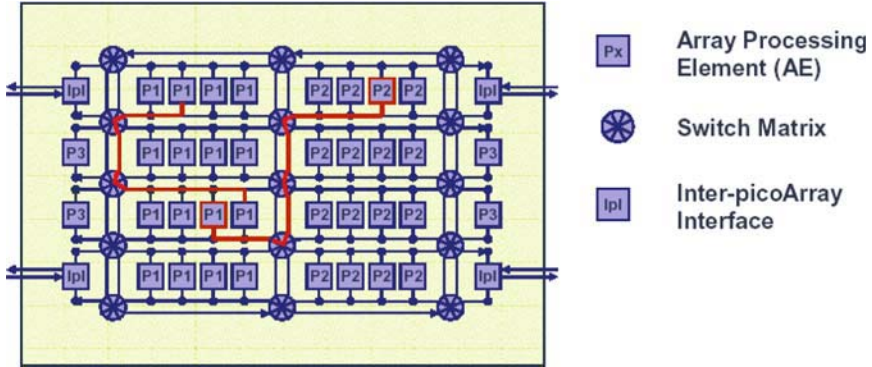 IpI P1 P1 P1 P1 P2 P2 P2 P2 IpI
P3 P1 P1 P1 P1 P2 P2 P2 P2 P3
P3 P1 P1 P1 P1 P2 P2 P2 P2 P3
IpI P1 P1 P1 P1 P2 P2 P2 P2 IpI
Px
Array Processing
Element (AE)
Switch Matrix
IpI
Inter-picoArray
Interface